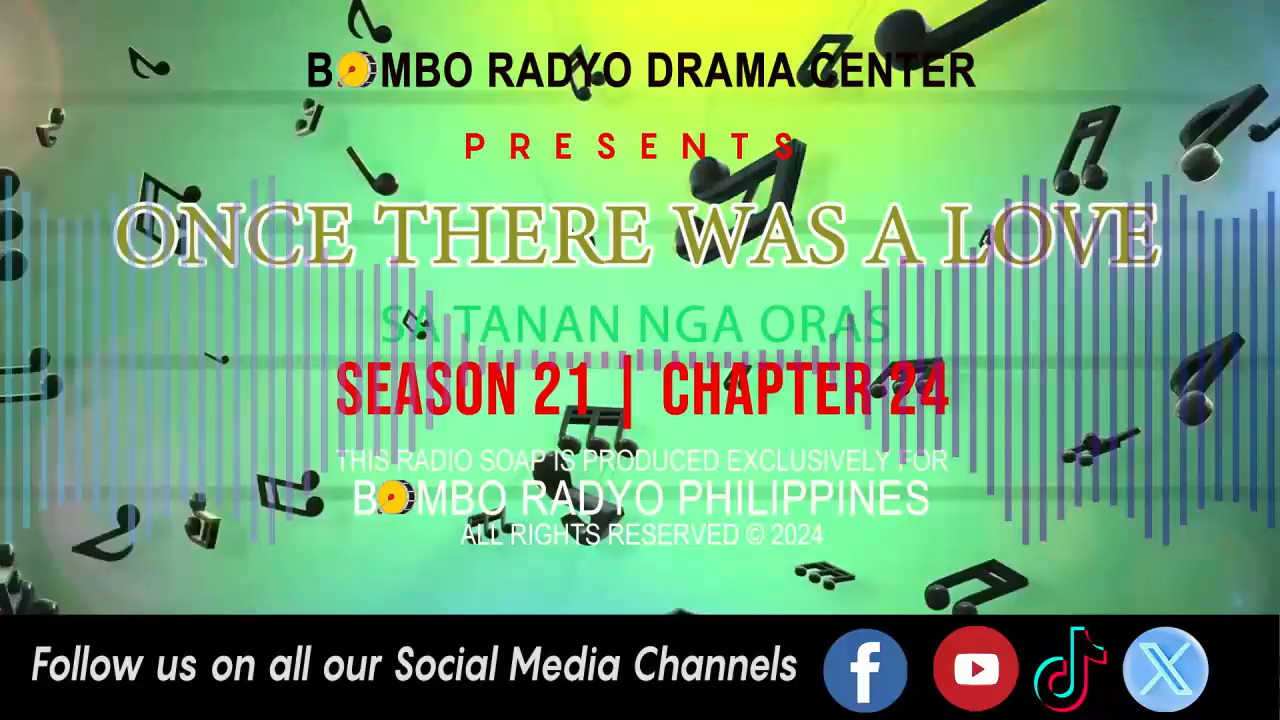 BOMBO RADYO DRAMA CENTER
PRESENTS
ONCE THERE WAS A LOVE
SA TANAN NGA ORAS
SEASON 21 | CHAPTER 24
THIS RADIO SOAP IS PRODUCED EXCLUSIVELY FOR
BOMBO RADYO PHILIPPINES
ALL RIGHTS RESERVED © 2024
Follow us on all our Social Media Channels